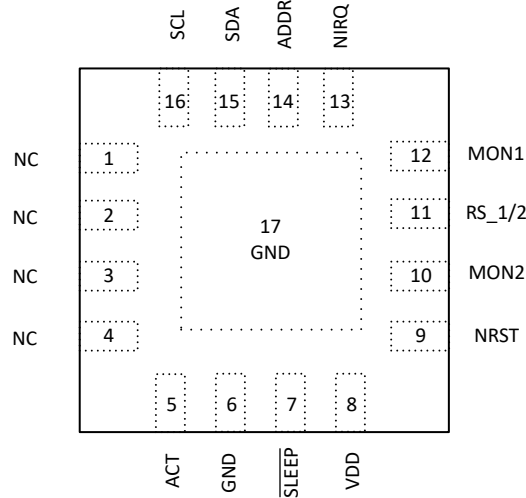 SCL SDA ADDR NIRQ
16 15 14 13
NC 1 12 MON1
NC 2 11 RS_1/2
17
GND
NC 3 10 MON2
NC 4 9 NRST
5 6 7 8
ACT GND SLEEP VDD